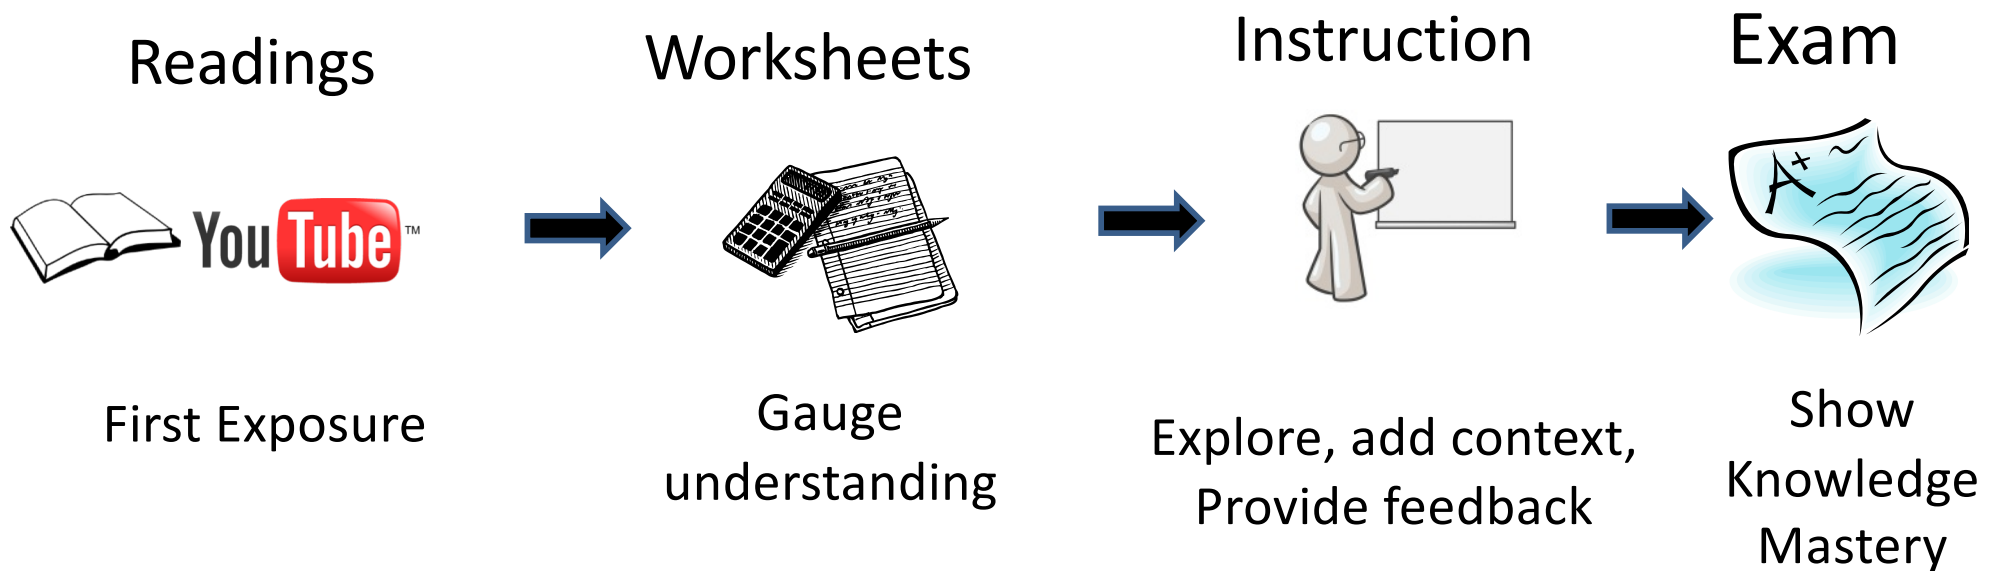 Readings
Worksheets
Instruction
Exam
YouTube™
A+
First Exposure
Gauge
understanding
Explore, add context,
Provide feedback
Show
Knowledge
Mastery